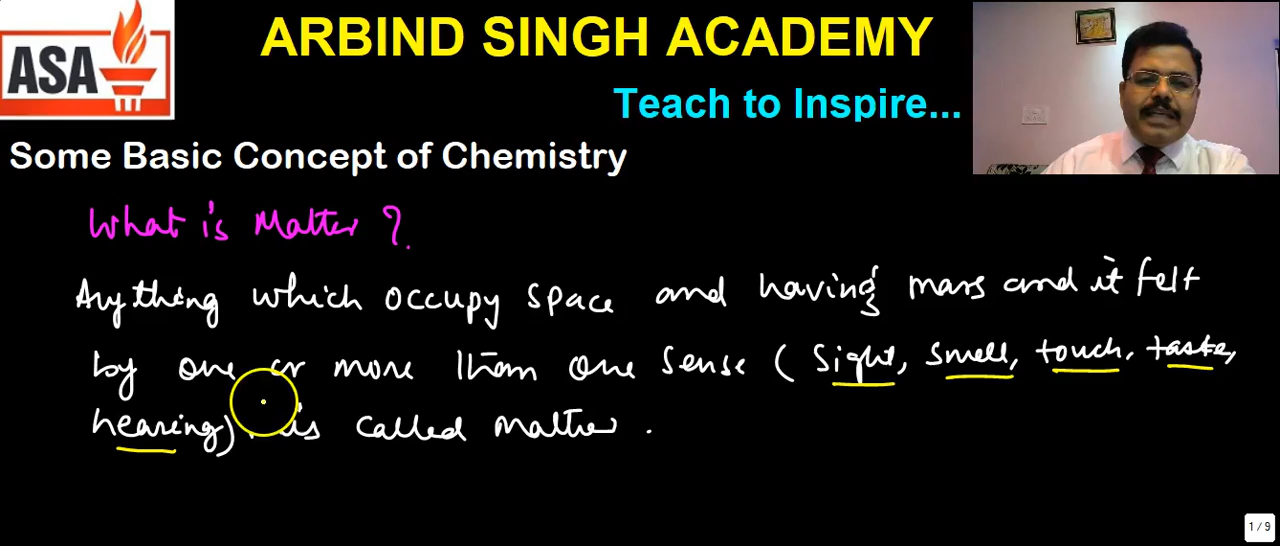 ASA
ARBIND SINGH ACADEMY
Teach to Inspire...
Some Basic Concept of Chemistry
What is Matter ?
Anything which occupy space and having mass and it felt
by one or more than one sense ( sight, smell, touch, taste,
hearing) is called matter .
1/9